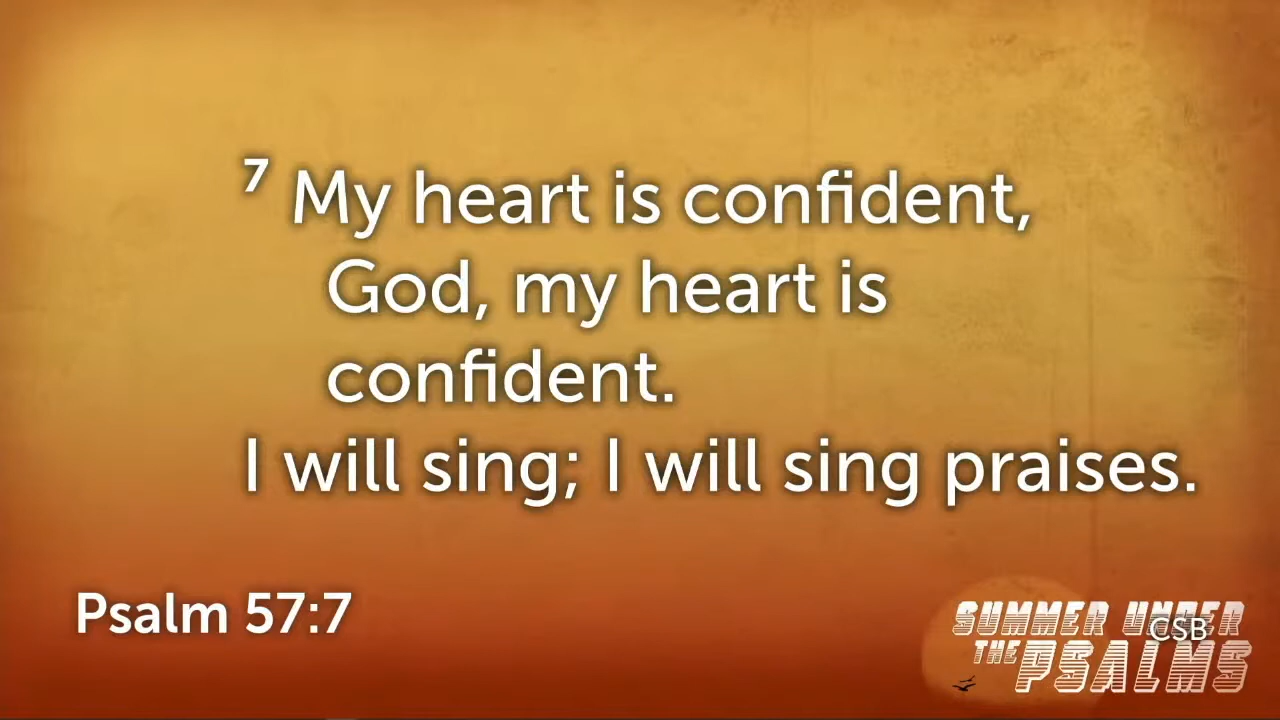 ⁷ My heart is confident,
God, my heart is
confident.
I will sing; I will sing praises.
Psalm 57:7
SUMMER UNDER
CSB
THE PSALMS